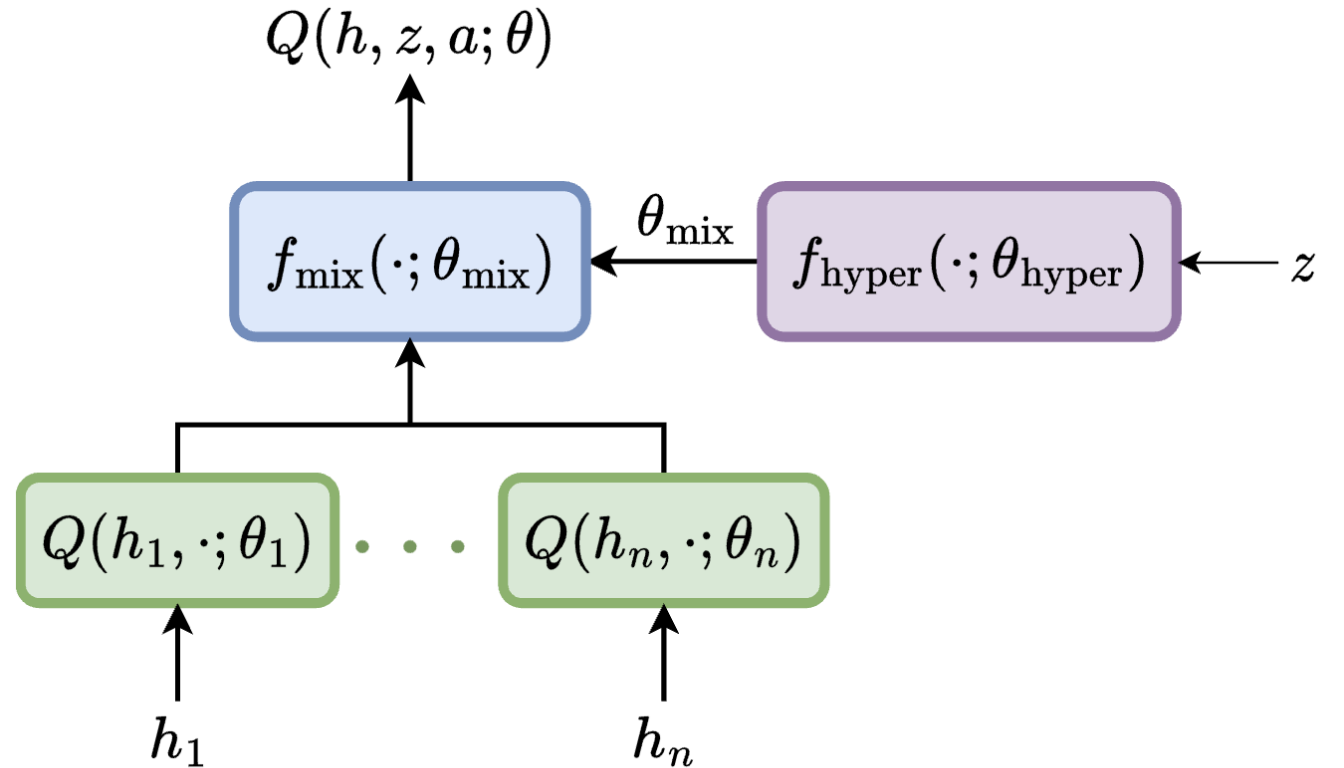 Q(h, z, a; θ)
θ_mix
f_mix(·; θ_mix)
f_hyper(·; θ_hyper)
z
Q(h_1, ·; θ_1)
· · ·
Q(h_n, ·; θ_n)
h_1
h_n